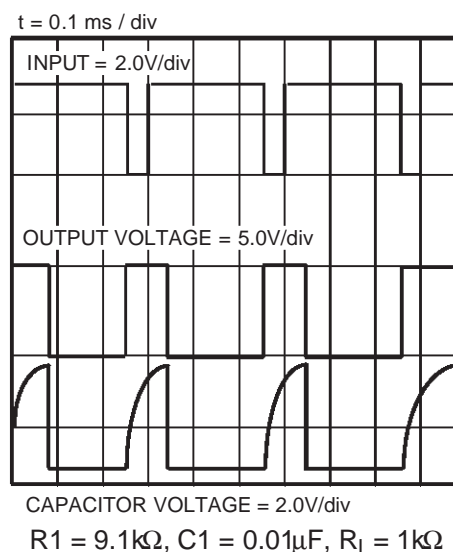 t = 0.1 ms / div
INPUT = 2.0V/div
OUTPUT VOLTAGE = 5.0V/div
CAPACITOR VOLTAGE = 2.0V/div
R1 = 9.1kΩ, C1 = 0.01μF, RL = 1kΩ